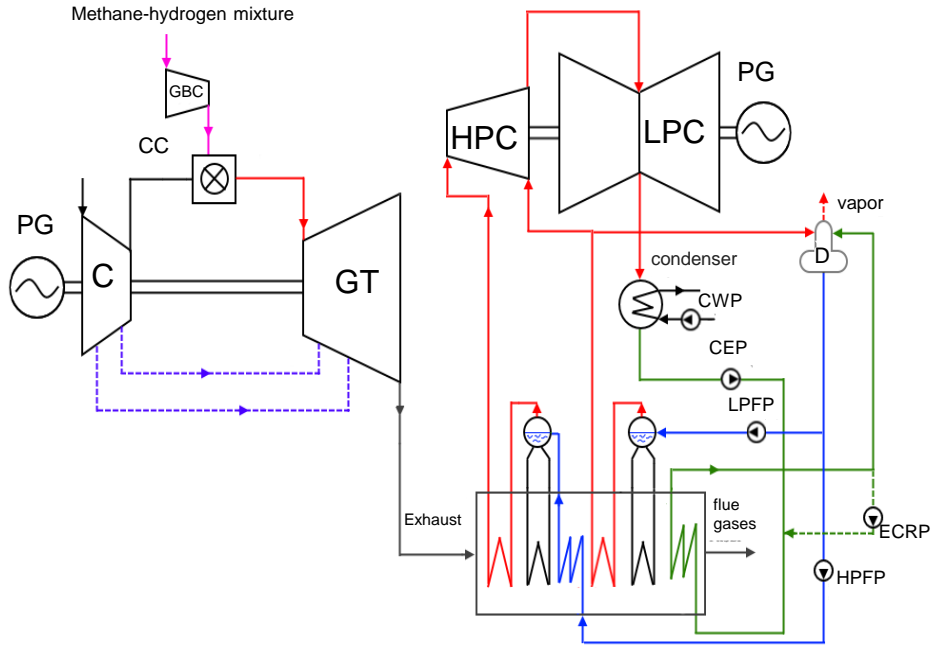 Methane-hydrogen mixture
GBC
CC
PG
C
GT
HPC
LPC
PG
vapor
D
condenser
CWP
CEP
LPFP
Exhaust
flue
gases
ECRP
HPFP